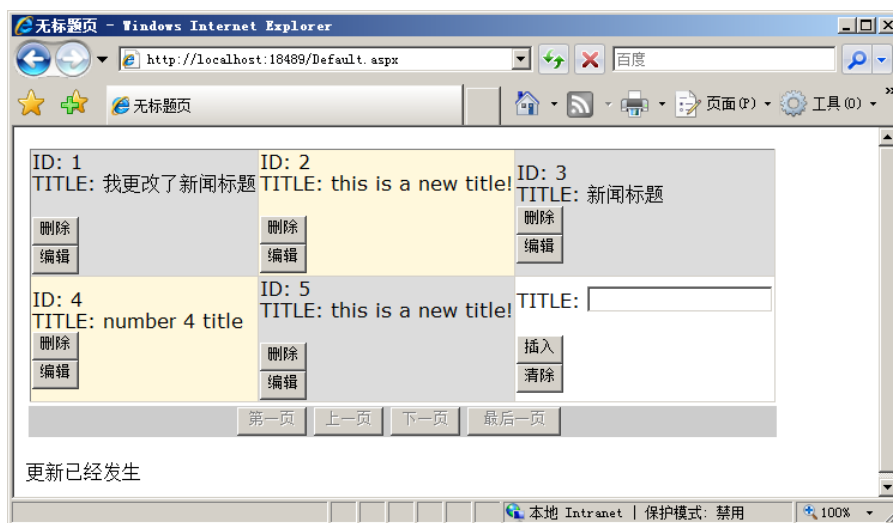 无标题页 - Windows Internet Explorer
http://localhost:18489/Default.aspx
百度
无标题页
页面(P)
工具(O)
»
ID: 1
TITLE: 我更改了新闻标题
删除
编辑
ID: 2
TITLE: this is a new title!
删除
编辑
ID: 3
TITLE: 新闻标题
删除
编辑
ID: 4
TITLE: number 4 title
删除
编辑
ID: 5
TITLE: this is a new title!
删除
编辑
TITLE:
插入
清除
第一页 上一页 下一页 最后一页
更新已经发生
本地 Intranet | 保护模式: 禁用
100%